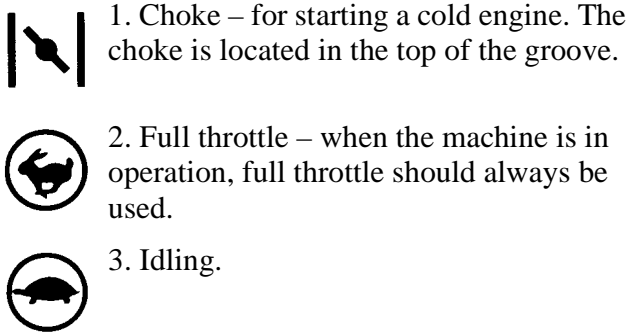 1. Choke – for starting a cold engine. The
choke is located in the top of the groove.
2. Full throttle – when the machine is in
operation, full throttle should always be
used.
3. Idling.